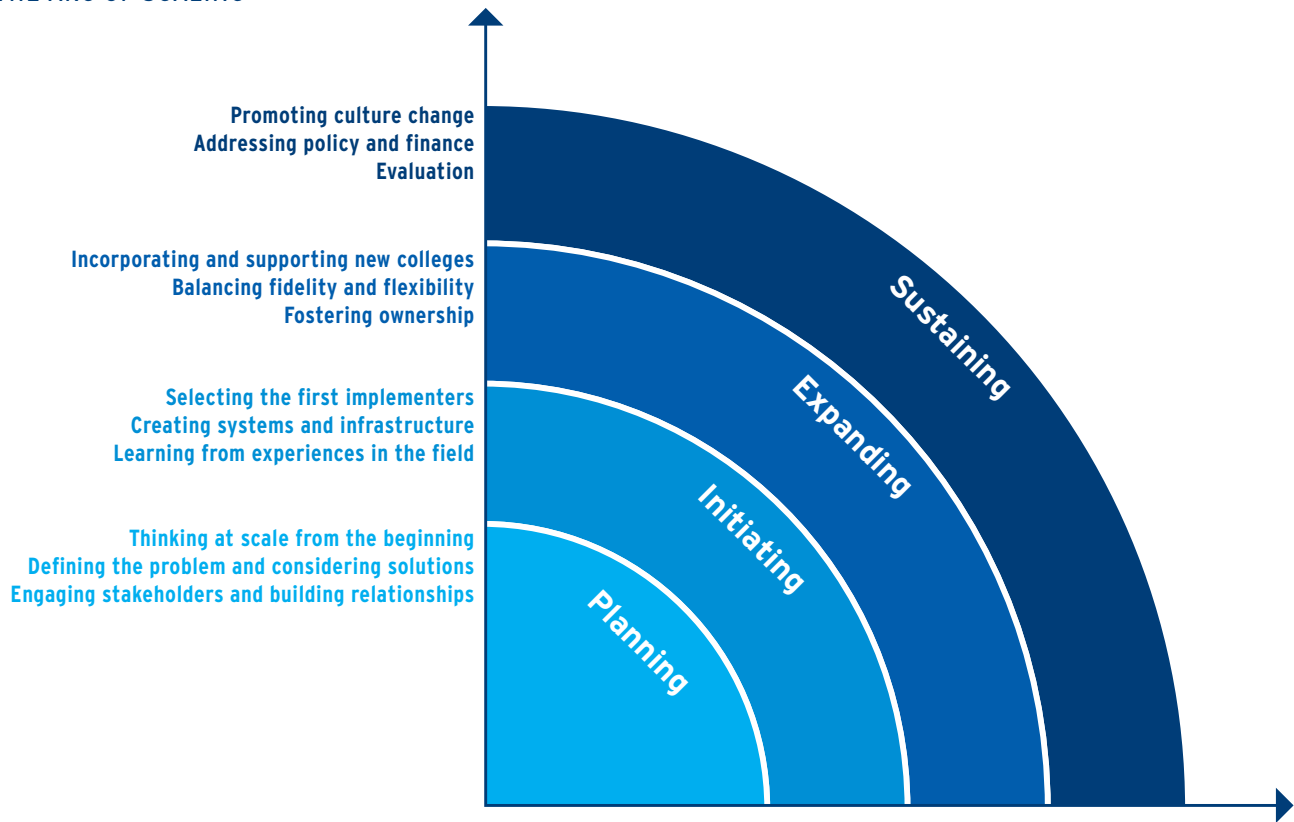 Promoting culture change
Addressing policy and finance
Evaluation
Incorporating and supporting new colleges
Balancing fidelity and flexibility
Fostering ownership
Selecting the first implementers
Creating systems and infrastructure
Learning from experiences in the field
Thinking at scale from the beginning
Defining the problem and considering solutions
Engaging stakeholders and building relationships
Sustaining
Expanding
Initiating
Planning